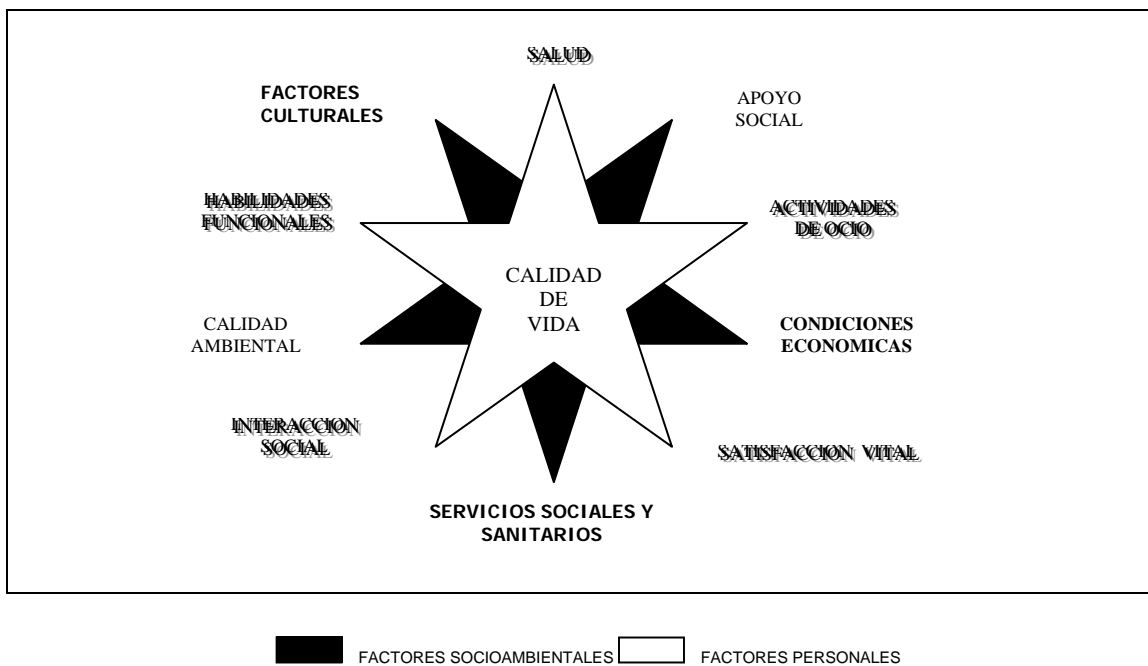 SALUD
FACTORES
CULTURALES
APOYO
SOCIAL
HABILIDADES
FUNCIONALES
ACTIVIDADES
DE OCIO
CALIDAD
DE
VIDA
CALIDAD
AMBIENTAL
CONDICIONES
ECONOMICAS
INTERACCION
SOCIAL
SATISFACCION VITAL
SERVICIOS SOCIALES Y
SANITARIOS
FACTORES SOCIOAMBIENTALES
FACTORES PERSONALES